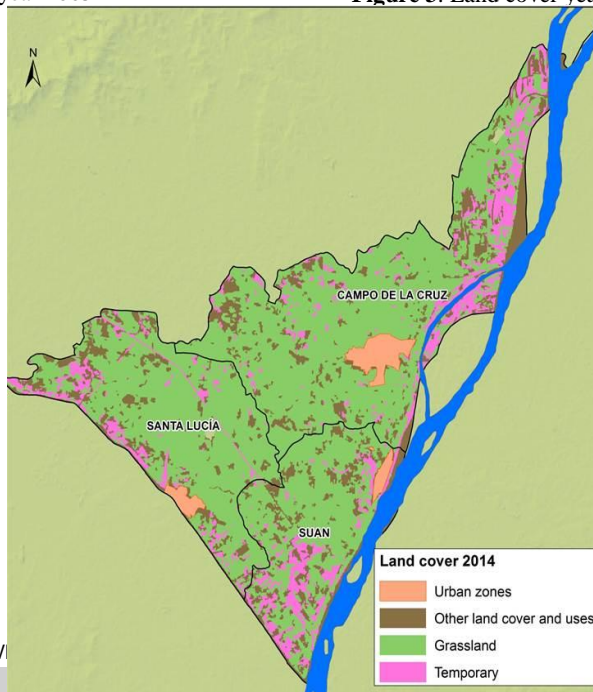 Figure 3. Land cover ye
N
CAMPO DE LA CRUZ
SANTA LUCÍA
SUAN
Land cover 2014
Urban zones
Other land cover and uses
Grassland
Temporary